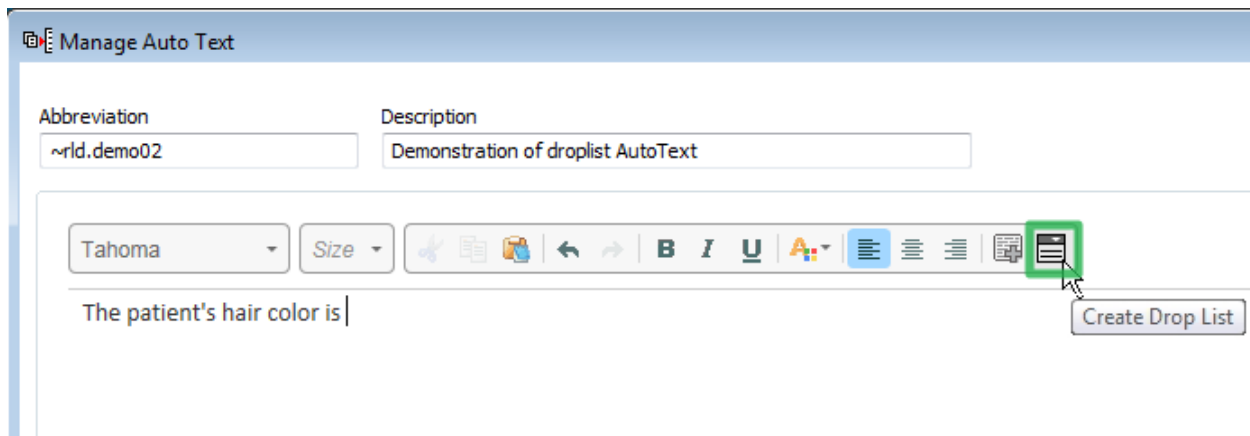 Manage Auto Text
Abbreviation Description
~rld.demo02 Demonstration of droplist AutoText
Tahoma Size B I U A
The patient's hair color is
Create Drop List